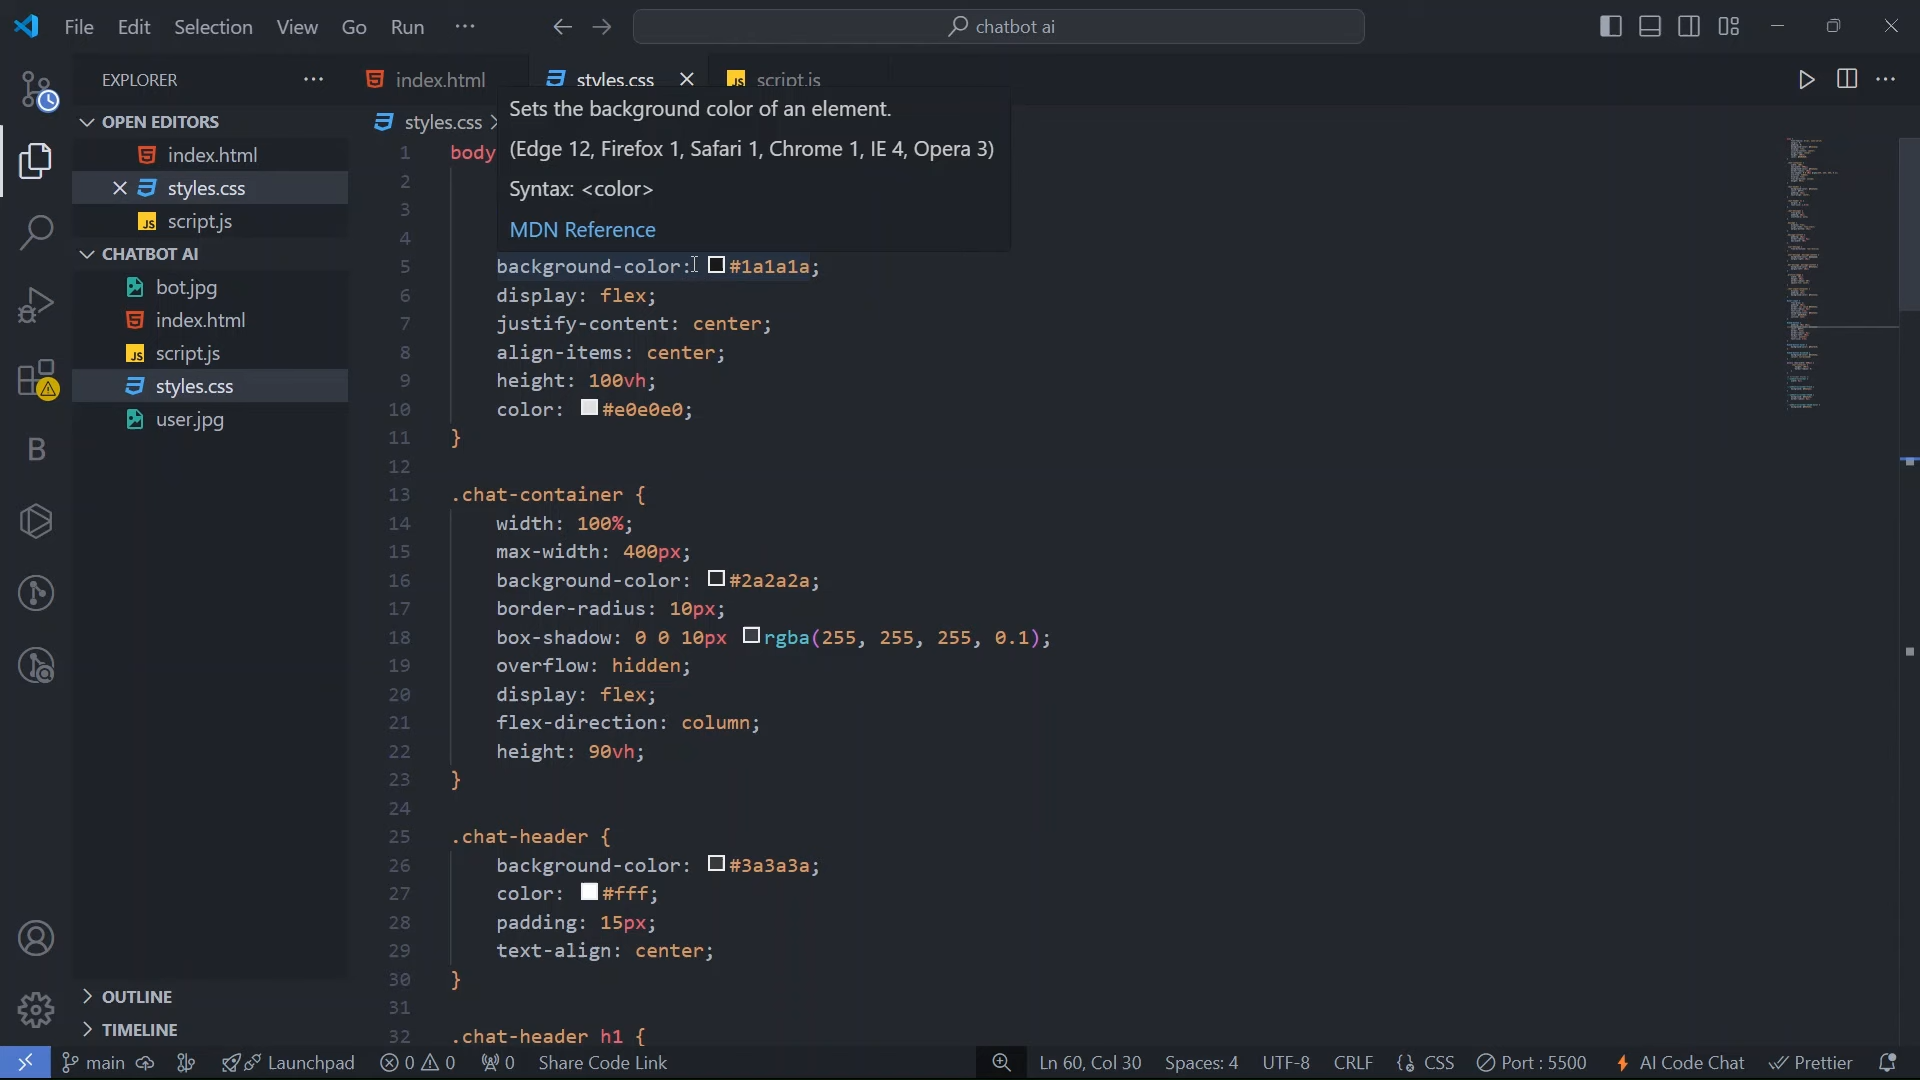 File Edit Selection View Go Run ··· chatbot ai
EXPLORER ··· index.html styles.css script.js
OPEN EDITORS
index.html
styles.css
script.js
CHATBOT AI
bot.jpg
index.html
script.js
styles.css
user.jpg
B
OUTLINE
TIMELINE
styles.css >
Sets the background color of an element.
(Edge 12, Firefox 1, Safari 1, Chrome 1, IE 4, Opera 3)
Syntax: <color>
MDN Reference
1 body
2
3
4
5 background-color: #1a1a1a;
6 display: flex;
7 justify-content: center;
8 align-items: center;
9 height: 100vh;
10 color: #e0e0e0;
11 }
12
13 .chat-container {
14 width: 100%;
15 max-width: 400px;
16 background-color: #2a2a2a;
17 border-radius: 10px;
18 box-shadow: 0 0 10px rgba(255, 255, 255, 0.1);
19 overflow: hidden;
20 display: flex;
21 flex-direction: column;
22 height: 90vh;
23 }
24
25 .chat-header {
26 background-color: #3a3a3a;
27 color: #fff;
28 padding: 15px;
29 text-align: center;
30 }
31
32 .chat-header h1 {
main Launchpad 0 0 0 Share Code Link Ln 60, Col 30 Spaces: 4 UTF-8 CRLF {} CSS Port : 5500 AI Code Chat Prettier